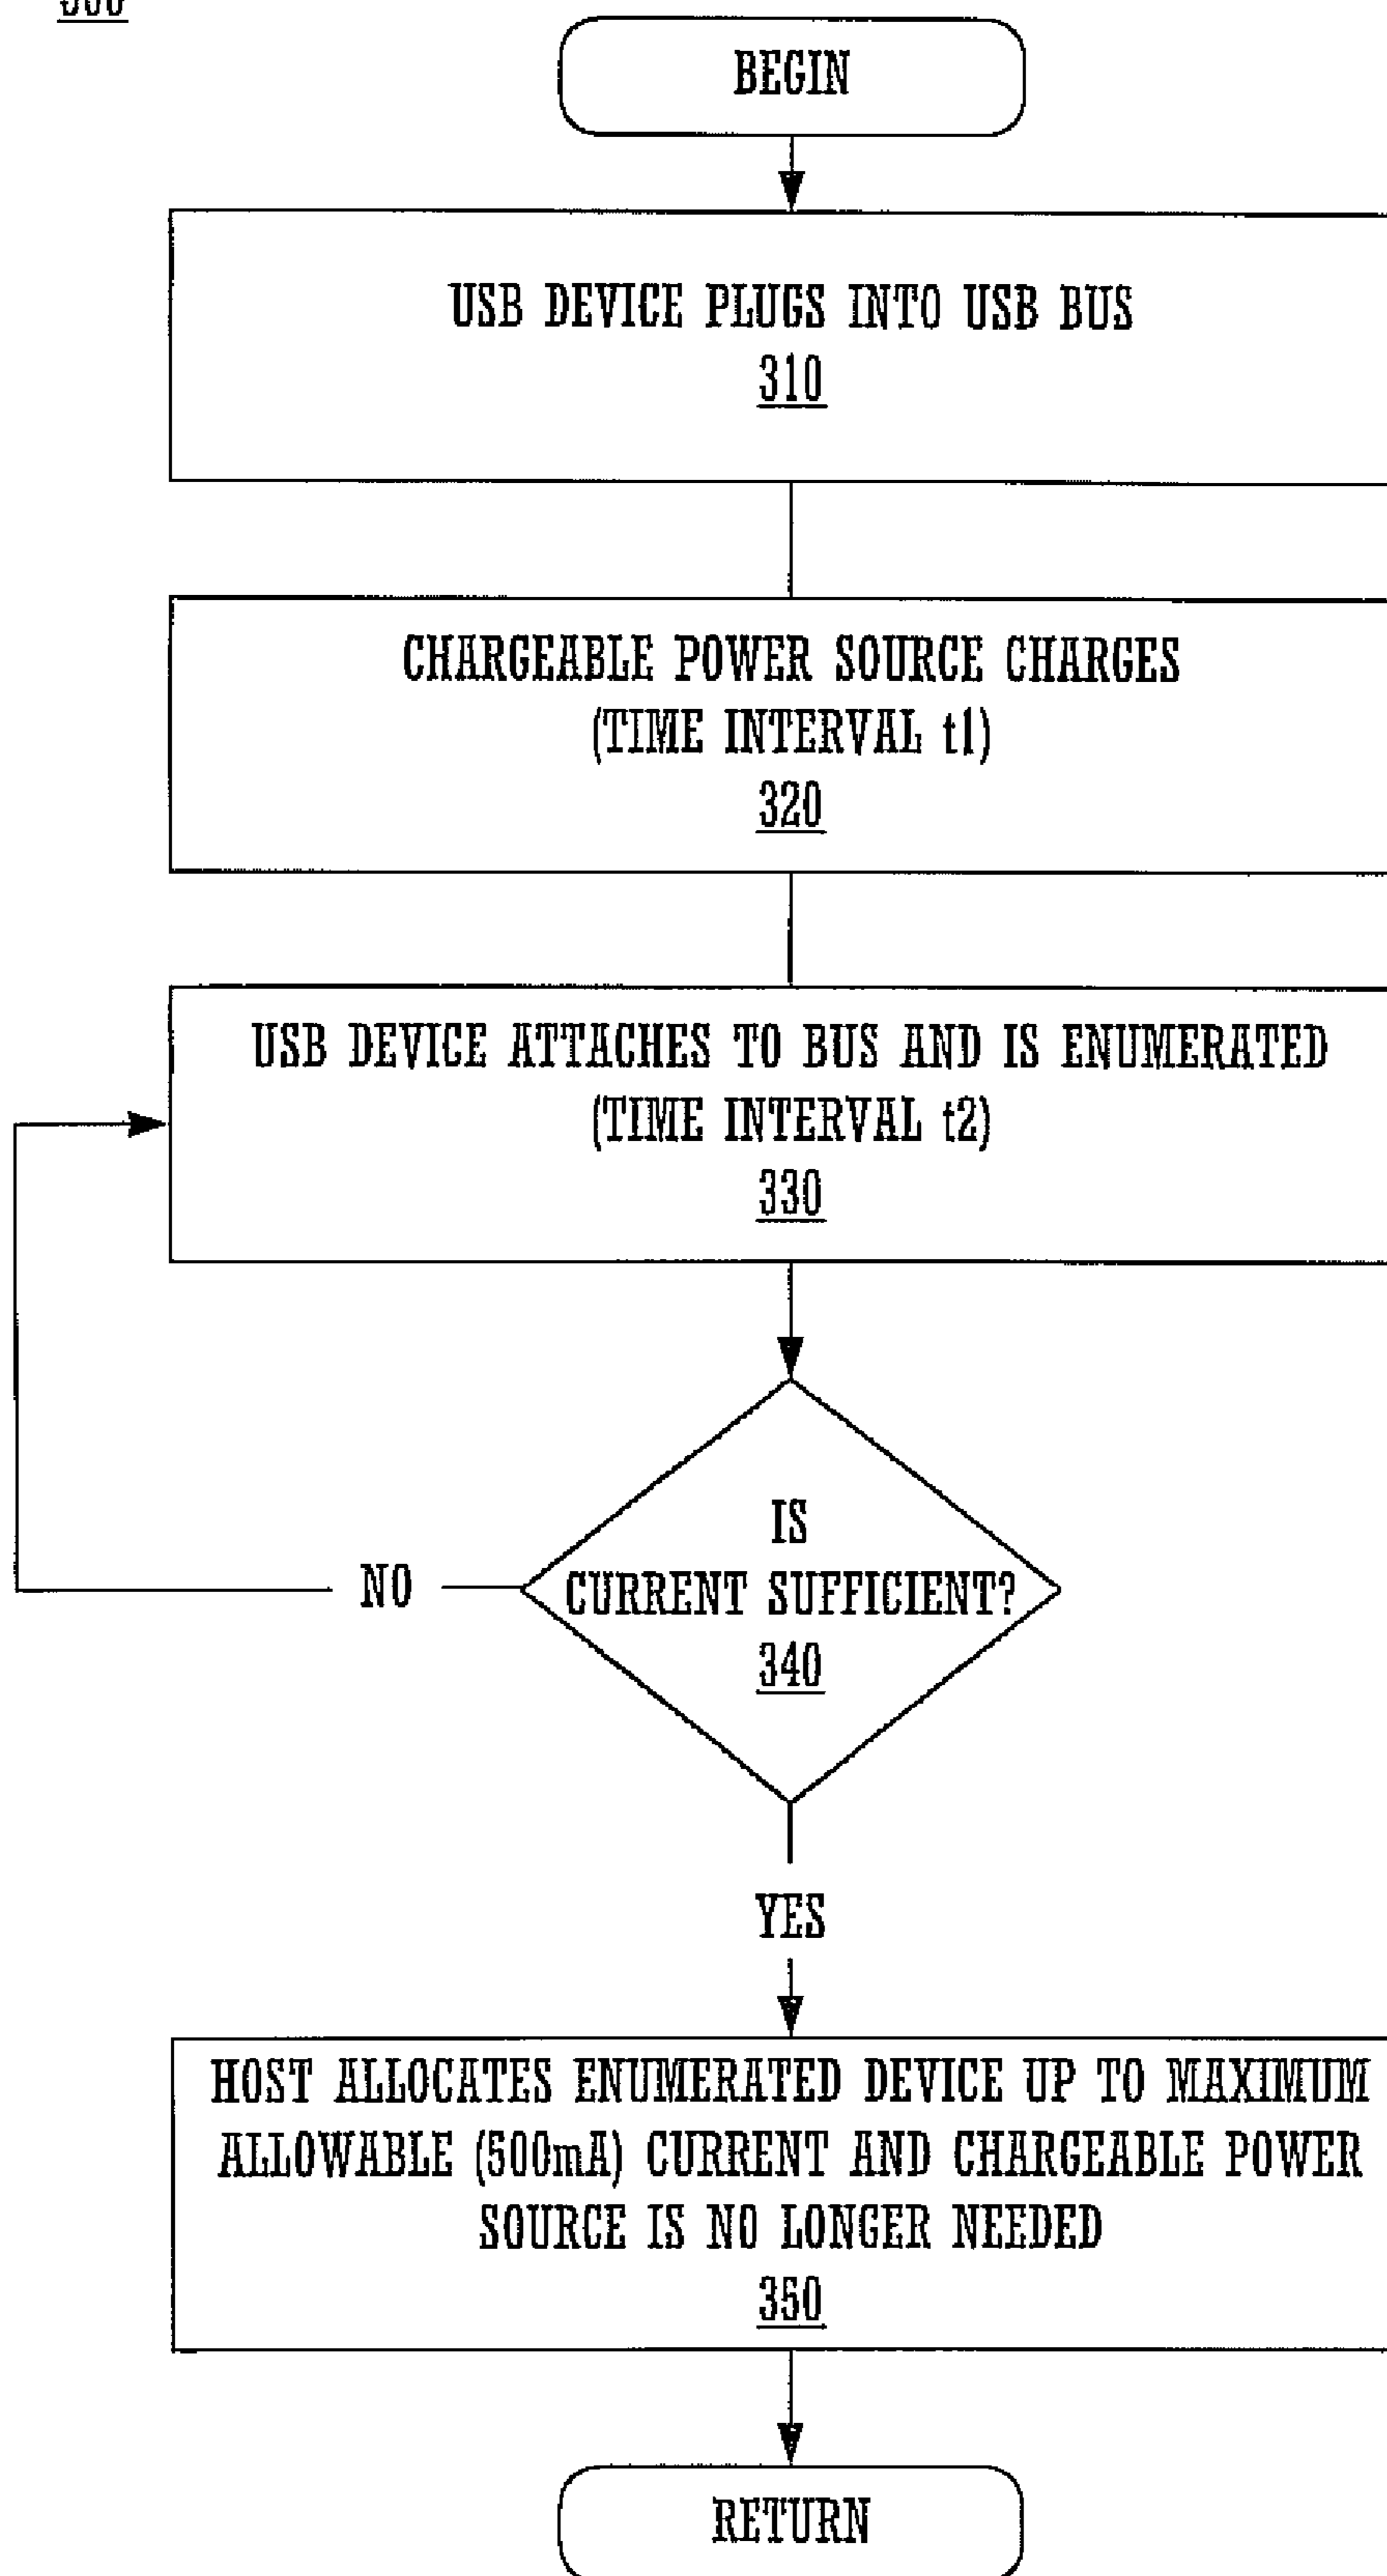 BEGIN
USB DEVICE PLUGS INTO USB BUS
310
CHARGEABLE POWER SOURCE CHARGES
(TIME INTERVAL t1)
320
USB DEVICE ATTACHES TO BUS AND IS ENUMERATED
(TIME INTERVAL t2)
330
IS
CURRENT SUFFICIENT?
340
NO
YES
HOST ALLOCATES ENUMERATED DEVICE UP TO MAXIMUM
ALLOWABLE (500mA) CURRENT AND CHARGEABLE POWER
SOURCE IS NO LONGER NEEDED
350
RETURN